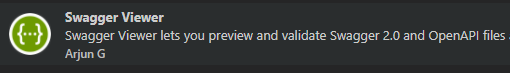 Swagger Viewer
Swagger Viewer lets you preview and validate Swagger 2.0 and OpenAPI files
Arjun G